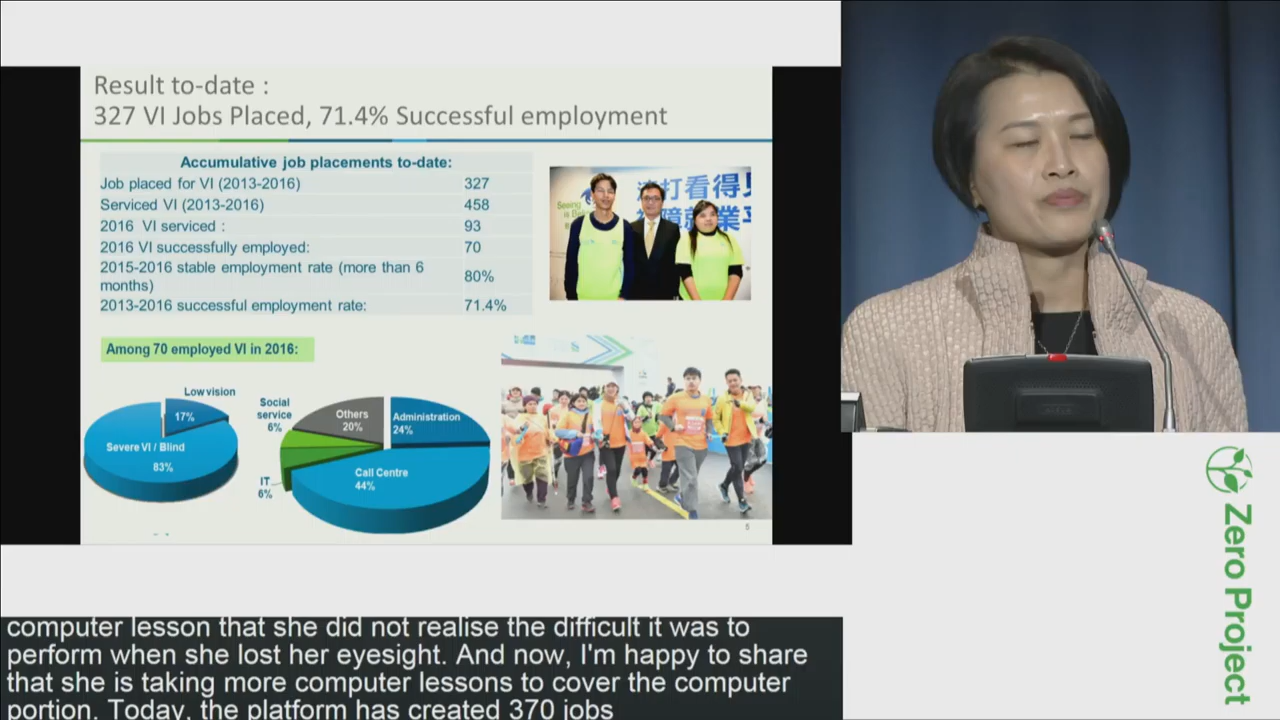 Result to-date :
327 VI Jobs Placed, 71.4% Successful employment
Accumulative job placements to-date:
Job placed for VI (2013-2016) 327
Serviced VI (2013-2016) 458
2016 VI serviced : 93
2016 VI successfully employed: 70
2015-2016 stable employment rate (more than 6
months) 80%
2013-2016 successful employment rate: 71.4%
Seeing
打看得
業
Among 70 employed VI in 2016:
Low vision
17%
Severe VI / Blind
83%
Social
service
6%
Others
20%
Administration
24%
IT
6%
Call Centre
44%
5
Zero Project
computer lesson that she did not realise the difficult it was to
perform when she lost her eyesight. And now, I'm happy to share
that she is taking more computer lessons to cover the computer
portion. Today, the platform has created 370 jobs